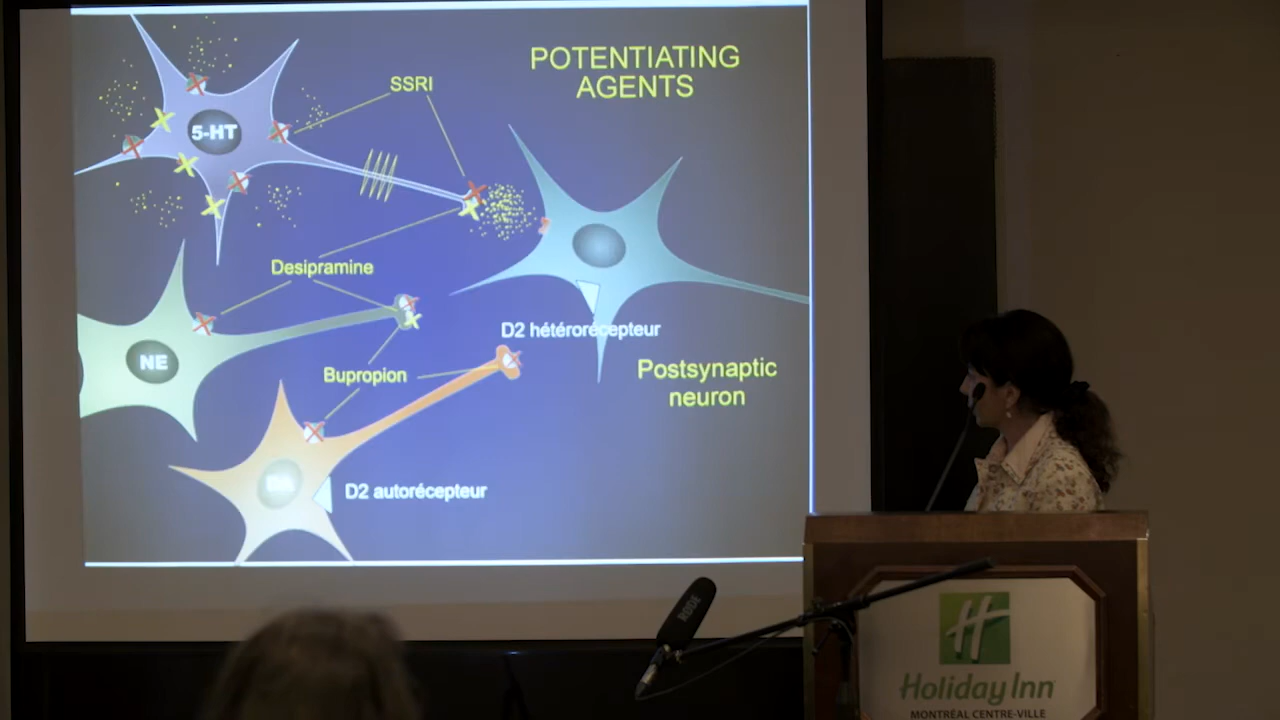 POTENTIATING
AGENTS
SSRI
5-HT
Desipramine
NE
D2 hétérorécepteur
Bupropion
Postsynaptic
neuron
D2 autorécepteur
RODE
H
Holiday Inn
MONTRÉAL CENTRE-VILLE